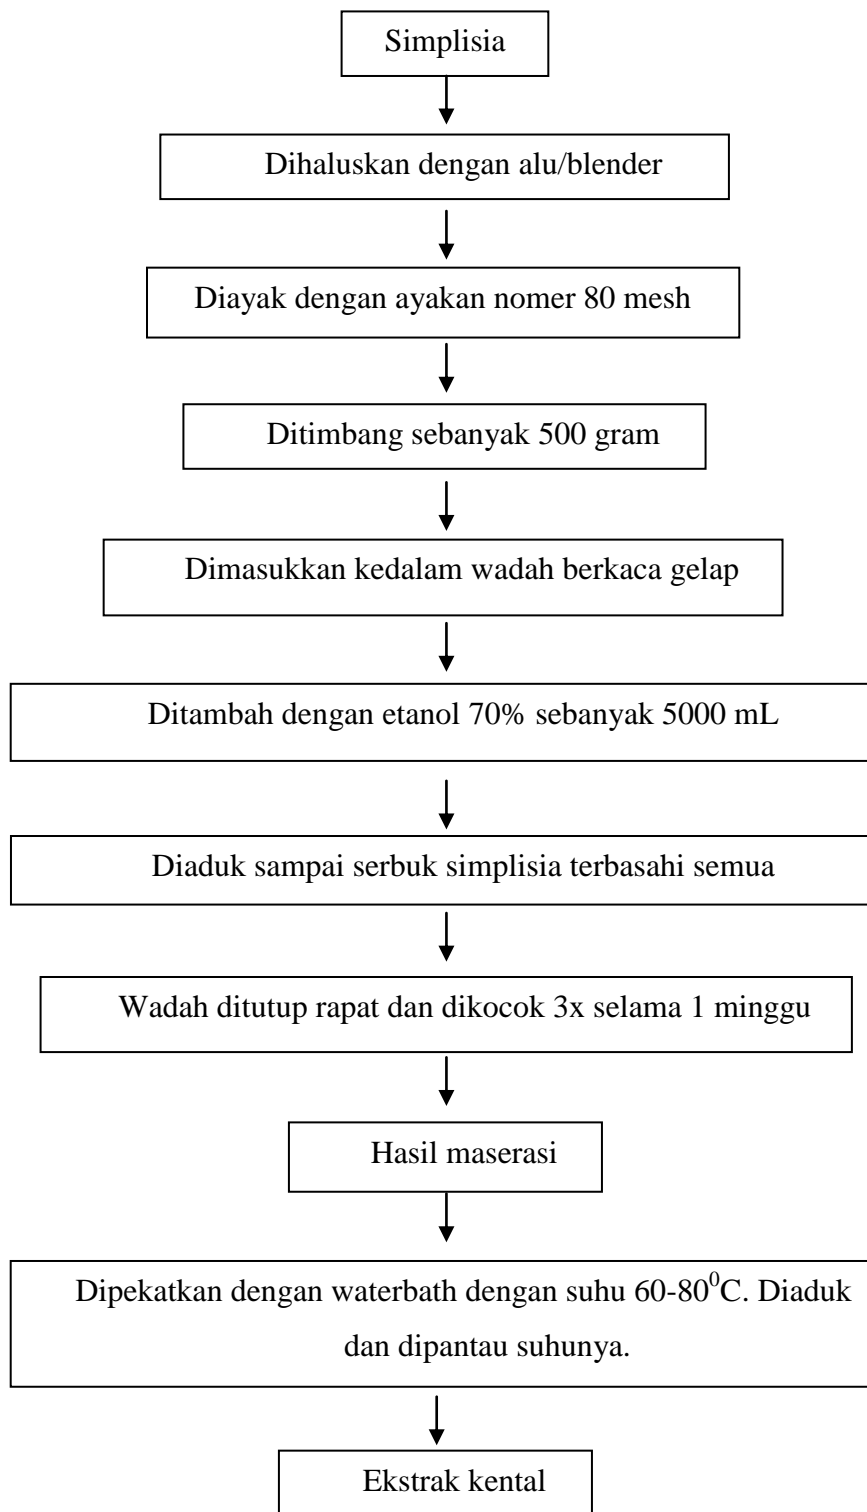 Simplisia
Dihaluskan dengan alu/blender
Diayak dengan ayakan nomer 80 mesh
Ditimbang sebanyak 500 gram
Dimasukkan kedalam wadah berkaca gelap
Ditambah dengan etanol 70% sebanyak 5000 mL
Diaduk sampai serbuk simplisia terbasahi semua
Wadah ditutup rapat dan dikocok 3x selama 1 minggu
Hasil maserasi
Dipekatkan dengan waterbath dengan suhu 60-80⁰C. Diaduk
dan dipantau suhunya.
Ekstrak kental